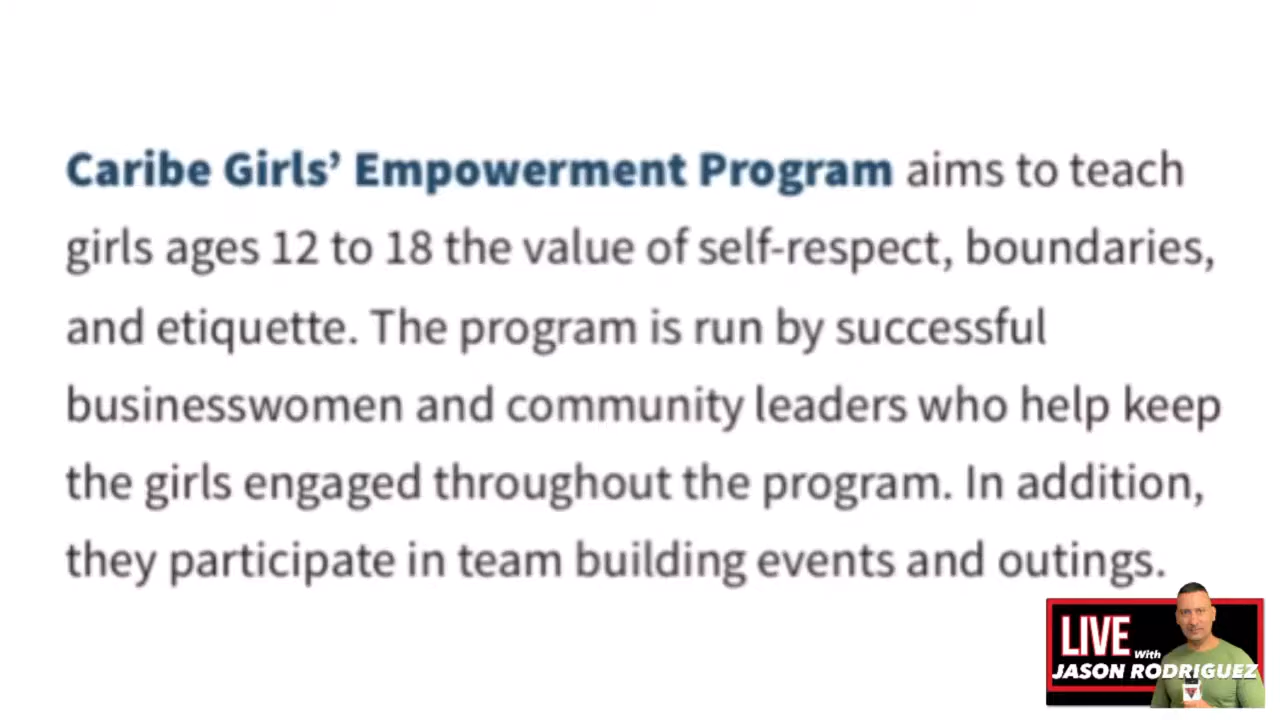 Caribe Girls’ Empowerment Program aims to teach
girls ages 12 to 18 the value of self-respect, boundaries,
and etiquette. The program is run by successful
businesswomen and community leaders who help keep
the girls engaged throughout the program. In addition,
they participate in team building events and outings.
LIVE
With
JASON RODRIGUEZ